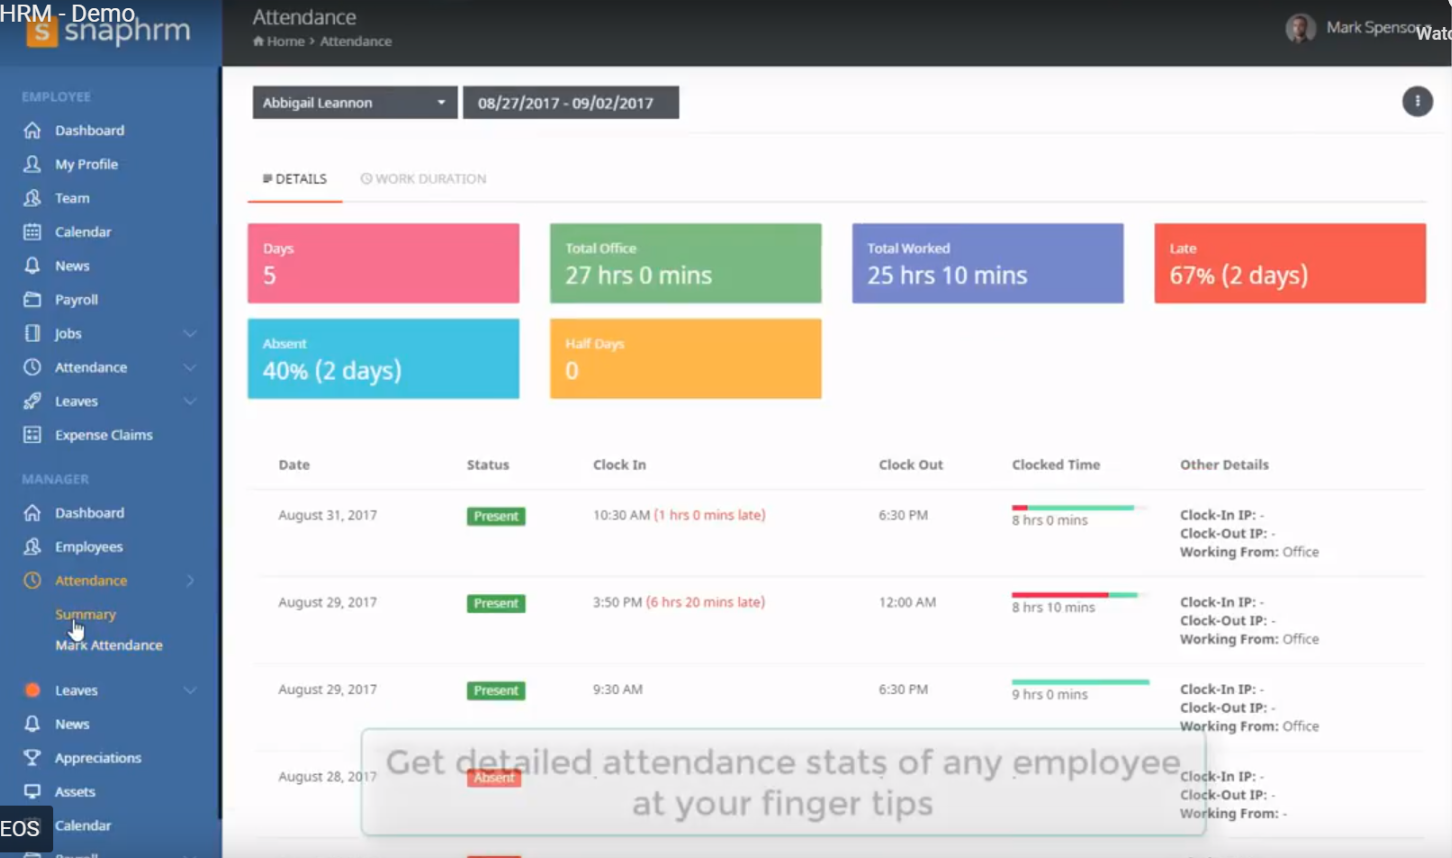 HRM - Demo
snaphrm
Attendance
Home > Attendance
Mark Spensor
EMPLOYEE
Dashboard
My Profile
Team
Calendar
News
Payroll
Jobs
Attendance
Leaves
Expense Claims
MANAGER
Dashboard
Employees
Attendance
Summary
Mark Attendance
Leaves
News
Appreciations
Assets
EOS
Calendar
Payroll
Abbigail Leannon
08/27/2017 - 09/02/2017
DETAILS
WORK DURATION
Days
5
Total Office
27 hrs 0 mins
Total Worked
25 hrs 10 mins
Late
67% (2 days)
Absent
40% (2 days)
Half Days
0
Date Status Clock In Clock Out Clocked Time Other Details
August 31, 2017 Present 10:30 AM (1 hrs 0 mins late) 6:30 PM 8 hrs 0 mins
Clock-In IP: -
Clock-Out IP: -
Working From: Office
August 29, 2017 Present 3:50 PM (6 hrs 20 mins late) 12:00 AM 8 hrs 10 mins
Clock-In IP: -
Clock-Out IP: -
Working From: Office
August 29, 2017 Present 9:30 AM 6:30 PM 9 hrs 0 mins
Clock-In IP: -
Clock-Out IP: -
Working From: Office
August 28, 2017 Absent - - -
Clock-In IP: -
Clock-Out IP: -
Working From: -
Get detailed attendance stats of any employee
at your finger tips